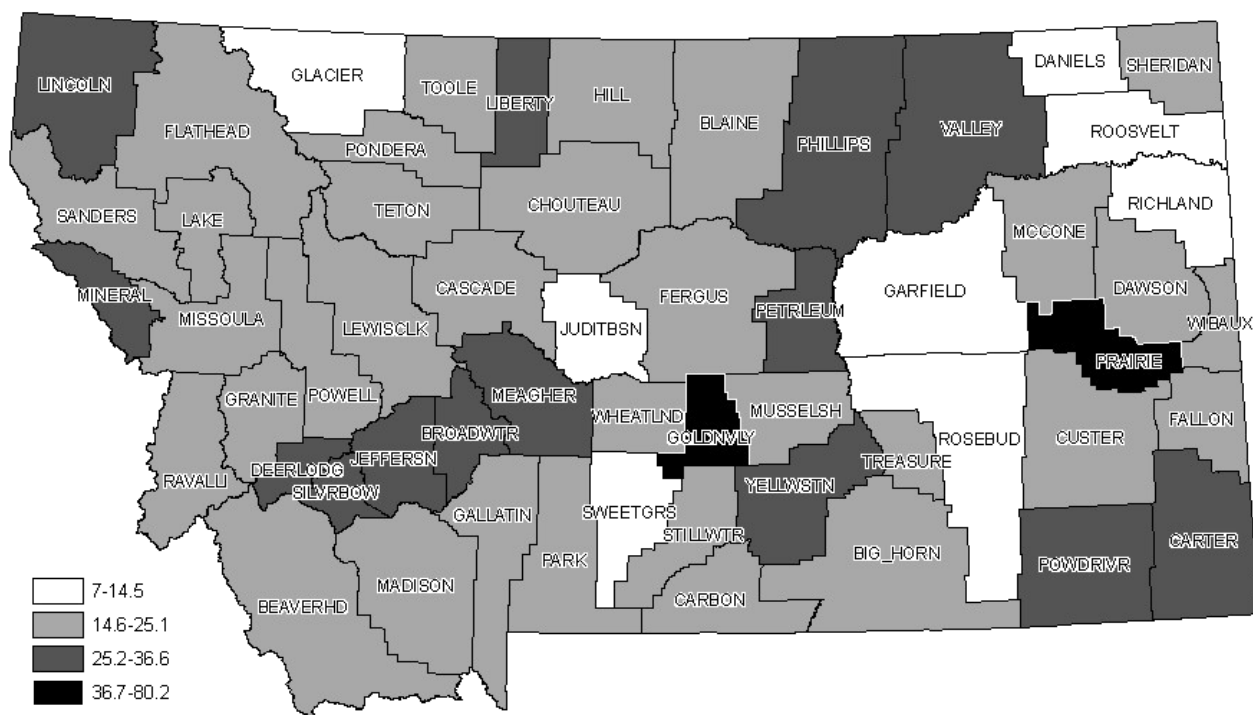 DANIELS
SHERIDAN
GLACIER
TOOLE
LINCOLN
LIBERTY
HILL
BLAINE
FLATHEAD
VALLEY
ROOSVELT
PHILLIPS
PONDERA
RICHLAND
TETON
CHOUTEAU
SANDERS
LAKE
MCCONE
CASCADE
FERGUS
GARFIELD
DAWSON
MINERAL
MISSOULA
PETRLEUM
WIBAUX
LEWISCLK
JUDITBSN
PRAIRIE
GRANITE
POWELL
MEAGHER
WHEATLND
MUSSELSH
BROADWTR
GOLDNVLY
ROSEBUD
CUSTER
FALLON
JEFFERSN
DEERLODG
TREASURE
RAVALLI
SILVRBOW
YELLWSTN
GALLATIN
SWEETGRS
STILLWTR
CARTER
PARK
BIG_HORN
POWDRIVR
MADISON
BEAVERHD
CARBON
7-14.5
14.6-25.1
25.2-36.6
36.7-80.2